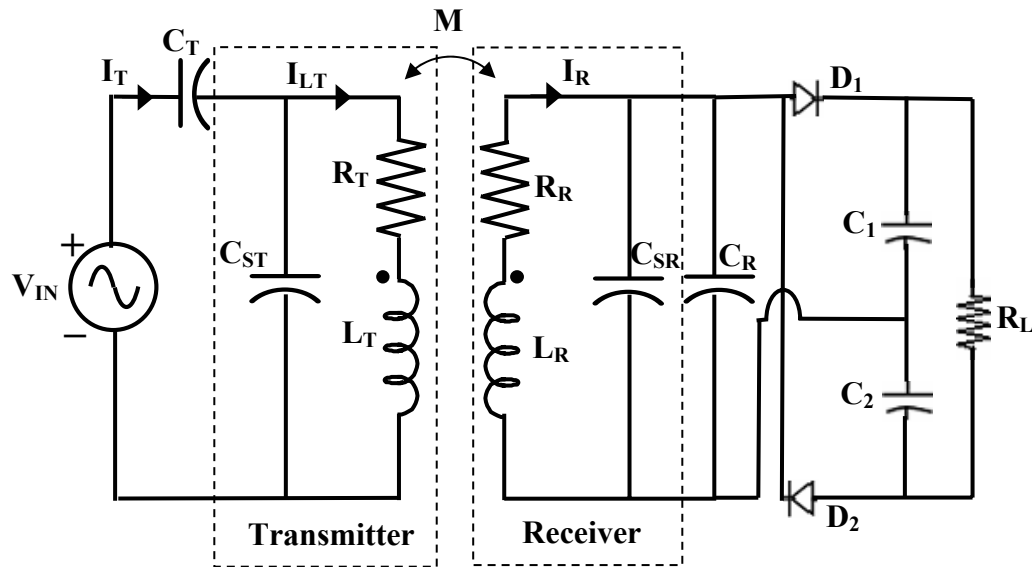 M
C_T
I_T
I_LT
I_R
D_1
R_T
R_R
C_1
C_ST
C_SR
C_R
+
V_IN
−
R_L
L_T
L_R
C_2
D_2
Transmitter
Receiver